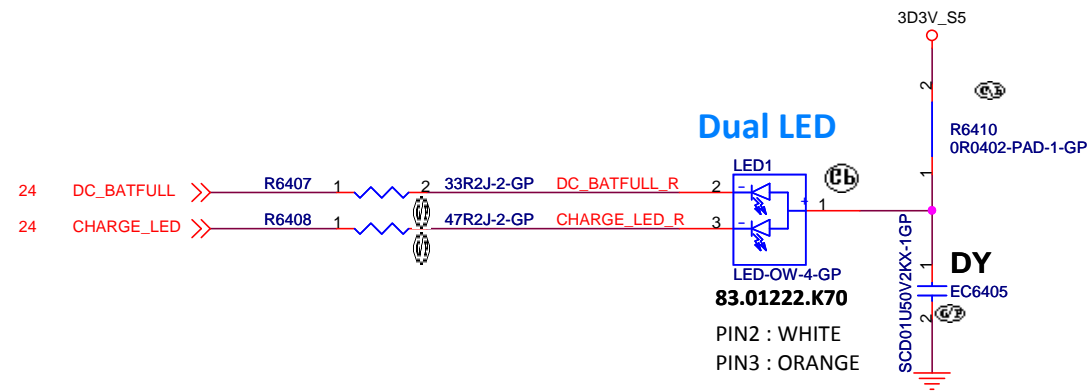 3D3V_S5
2
R6410
0R0402-PAD-1-GP
1
Dual LED
LED1
24 DC_BATFULL R6407 1 2 33R2J-2-GP DC_BATFULL_R 2 -
24 CHARGE_LED R6408 1 47R2J-2-GP CHARGE_LED_R 3 -
+ 1
LED-OW-4-GP
83.01222.K70
PIN2 : WHITE
PIN3 : ORANGE
SCD01U50V2KX-1GP
1
DY
EC6405
2